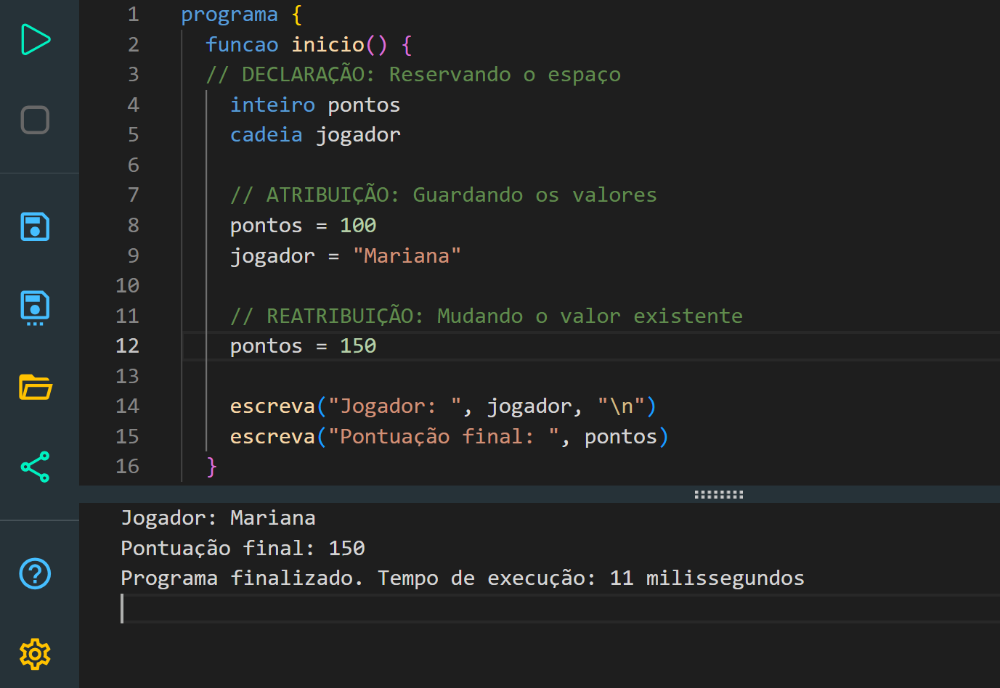 1 programa {
2 funcao inicio() {
3 // DECLARAÇÃO: Reservando o espaço
4 inteiro pontos
5 cadeia jogador
6
7 // ATRIBUIÇÃO: Guardando os valores
8 pontos = 100
9 jogador = "Mariana"
10
11 // REATRIBUIÇÃO: Mudando o valor existente
12 pontos = 150
13
14 escreva("Jogador: ", jogador, "\n")
15 escreva("Pontuação final: ", pontos)
16 }
Jogador: Mariana
Pontuação final: 150
Programa finalizado. Tempo de execução: 11 milissegundos